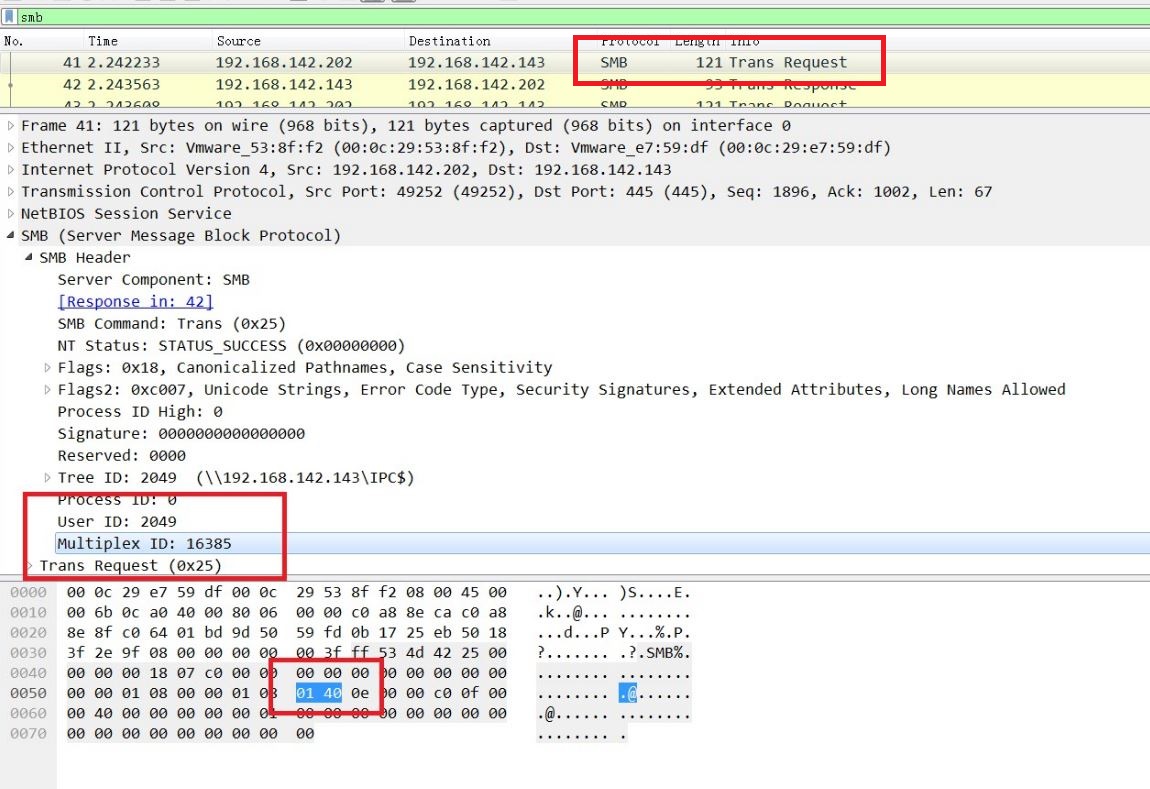 smb
No. Time Source Destination Protocol Length Info
41 2.242233 192.168.142.202 192.168.142.143 SMB 121 Trans Request
42 2.243563 192.168.142.143 192.168.142.202 SMB 93 Trans Response
43 2.243608 192.168.142.202 192.168.142.143 SMB 121 Trans Request
Frame 41: 121 bytes on wire (968 bits), 121 bytes captured (968 bits) on interface 0
Ethernet II, Src: Vmware_53:8f:f2 (00:0c:29:53:8f:f2), Dst: Vmware_e7:59:df (00:0c:29:e7:59:df)
Internet Protocol Version 4, Src: 192.168.142.202, Dst: 192.168.142.143
Transmission Control Protocol, Src Port: 49252 (49252), Dst Port: 445 (445), Seq: 1896, Ack: 1002, Len: 67
NetBIOS Session Service
SMB (Server Message Block Protocol)
SMB Header
Server Component: SMB
[Response in: 42]
SMB Command: Trans (0x25)
NT Status: STATUS_SUCCESS (0x00000000)
Flags: 0x18, Canonicalized Pathnames, Case Sensitivity
Flags2: 0xc007, Unicode Strings, Error Code Type, Security Signatures, Extended Attributes, Long Names Allowed
Process ID High: 0
Signature: 0000000000000000
Reserved: 0000
Tree ID: 2049 (\\192.168.142.143\IPC$)
Process ID: 0
User ID: 2049
Multiplex ID: 16385
Trans Request (0x25)
0000 00 0c 29 e7 59 df 00 0c 29 53 8f f2 08 00 45 00 ..).Y... )S....E.
0010 00 6b 0c a0 40 00 80 06 00 00 c0 a8 8e ca c0 a8 .k..@... ........
0020 8e 8f c0 64 01 bd 9d 50 59 fd 0b 17 25 eb 50 18 ...d...P Y...%.P.
0030 3f 2e 9f 08 00 00 00 00 00 3f ff 53 4d 42 25 00 ?....... .?.SMB%.
0040 00 00 00 18 07 c0 00 00 00 00 00 00 00 00 00 00 ........ ........
0050 00 00 01 08 00 00 01 08 01 40 0e 00 00 c0 0f 00 ........ .@......
0060 00 40 00 00 00 00 00 01 00 00 00 00 00 00 00 00 .@...... ........
0070 00 00 00 00 00 00 00 00 00 ........ .